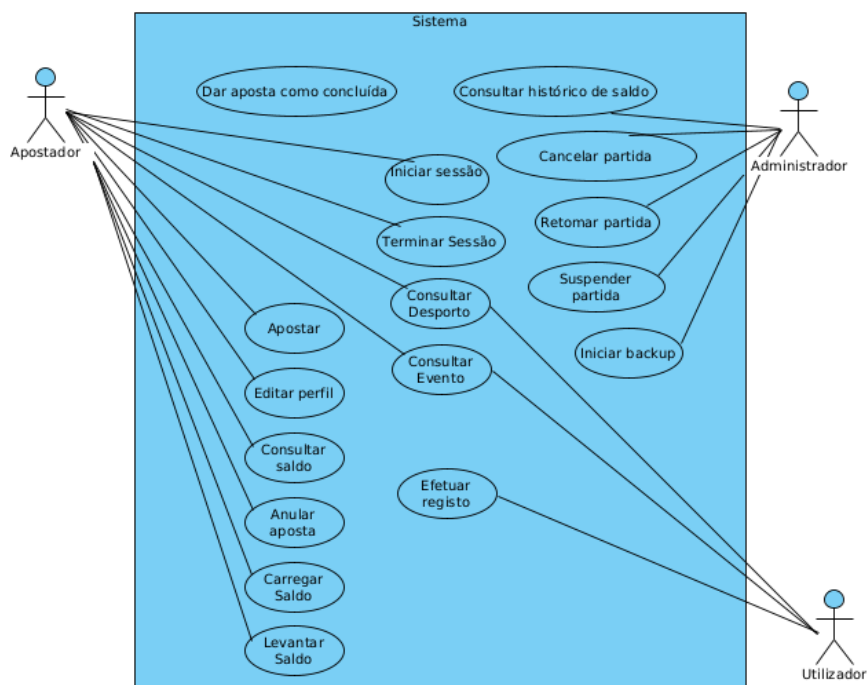 Sistema
Dar aposta como concluída
Consultar histórico de saldo
Apostador
Cancelar partida
Administrador
Iniciar sessão
Retomar partida
Terminar Sessão
Suspender
partida
Consultar
Desporto
Apostar
Iniciar backup
Consultar
Evento
Editar perfil
Consultar
saldo
Efetuar
registo
Anular
aposta
Carregar
Saldo
Levantar
Saldo
Utilizador